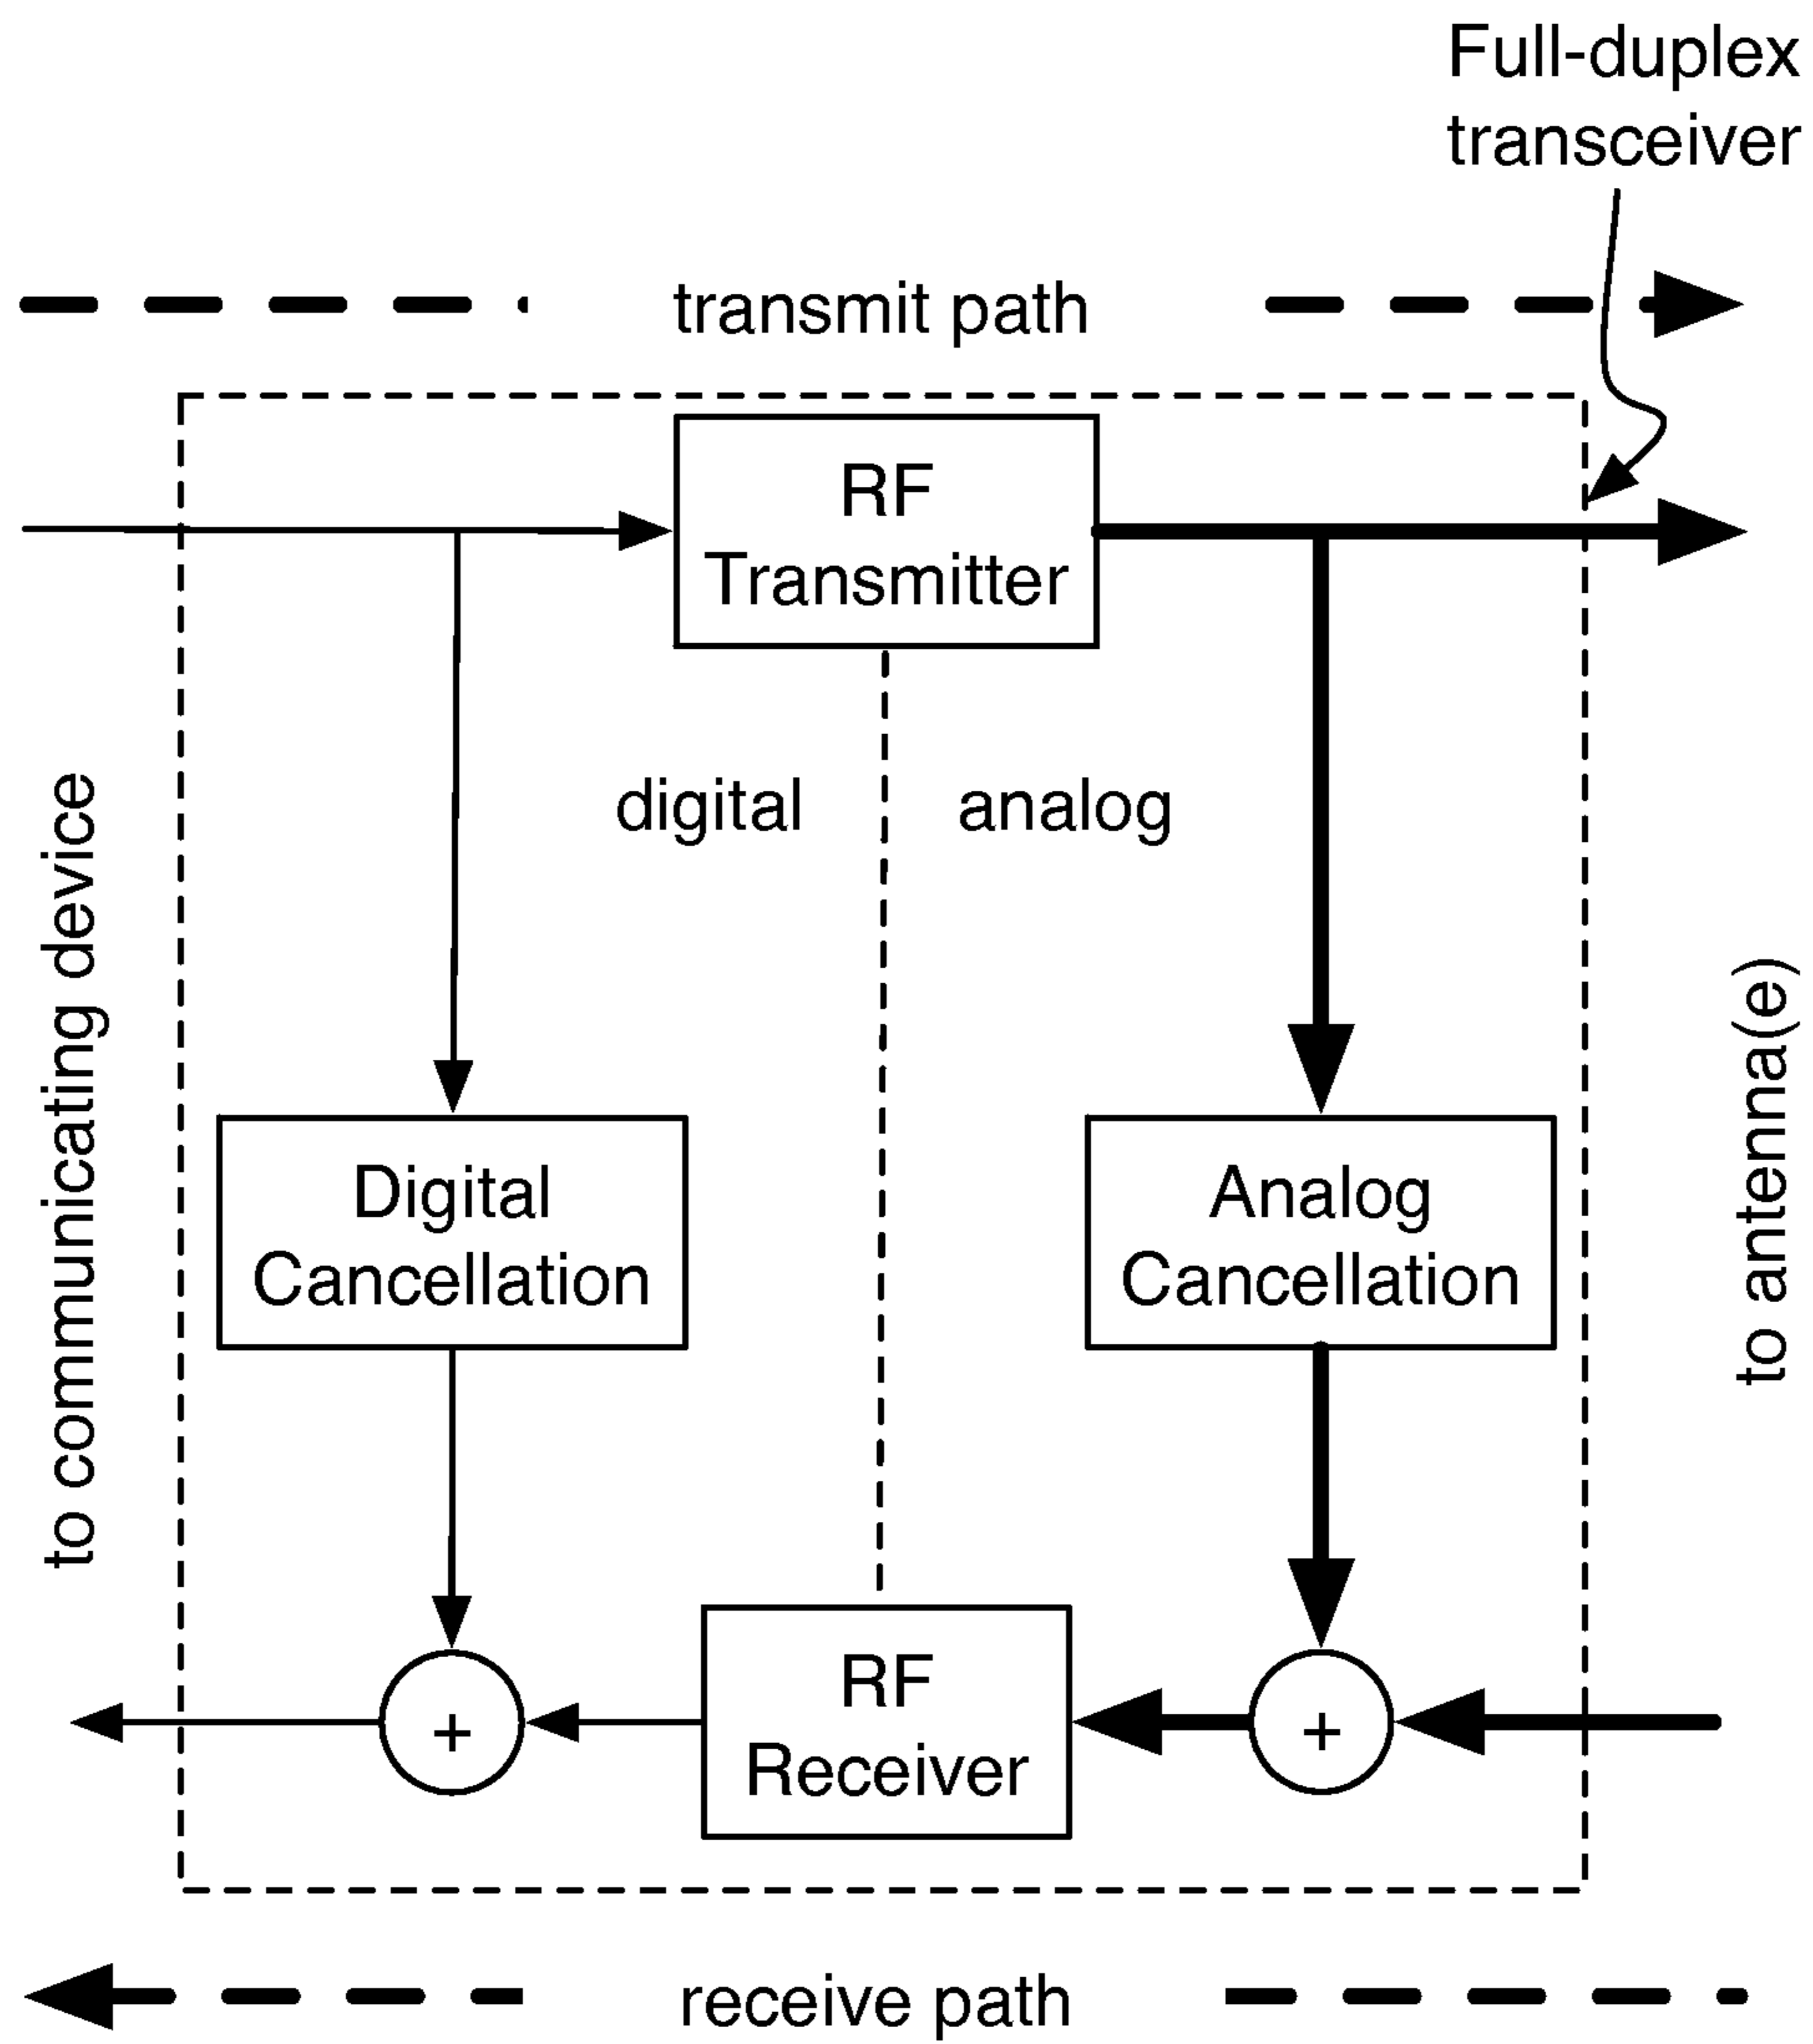 Full-duplex
transceiver
transmit path
RF
Transmitter
digital
analog
to communicating device
to antenna(e)
Digital
Cancellation
Analog
Cancellation
RF
Receiver
+
+
receive path